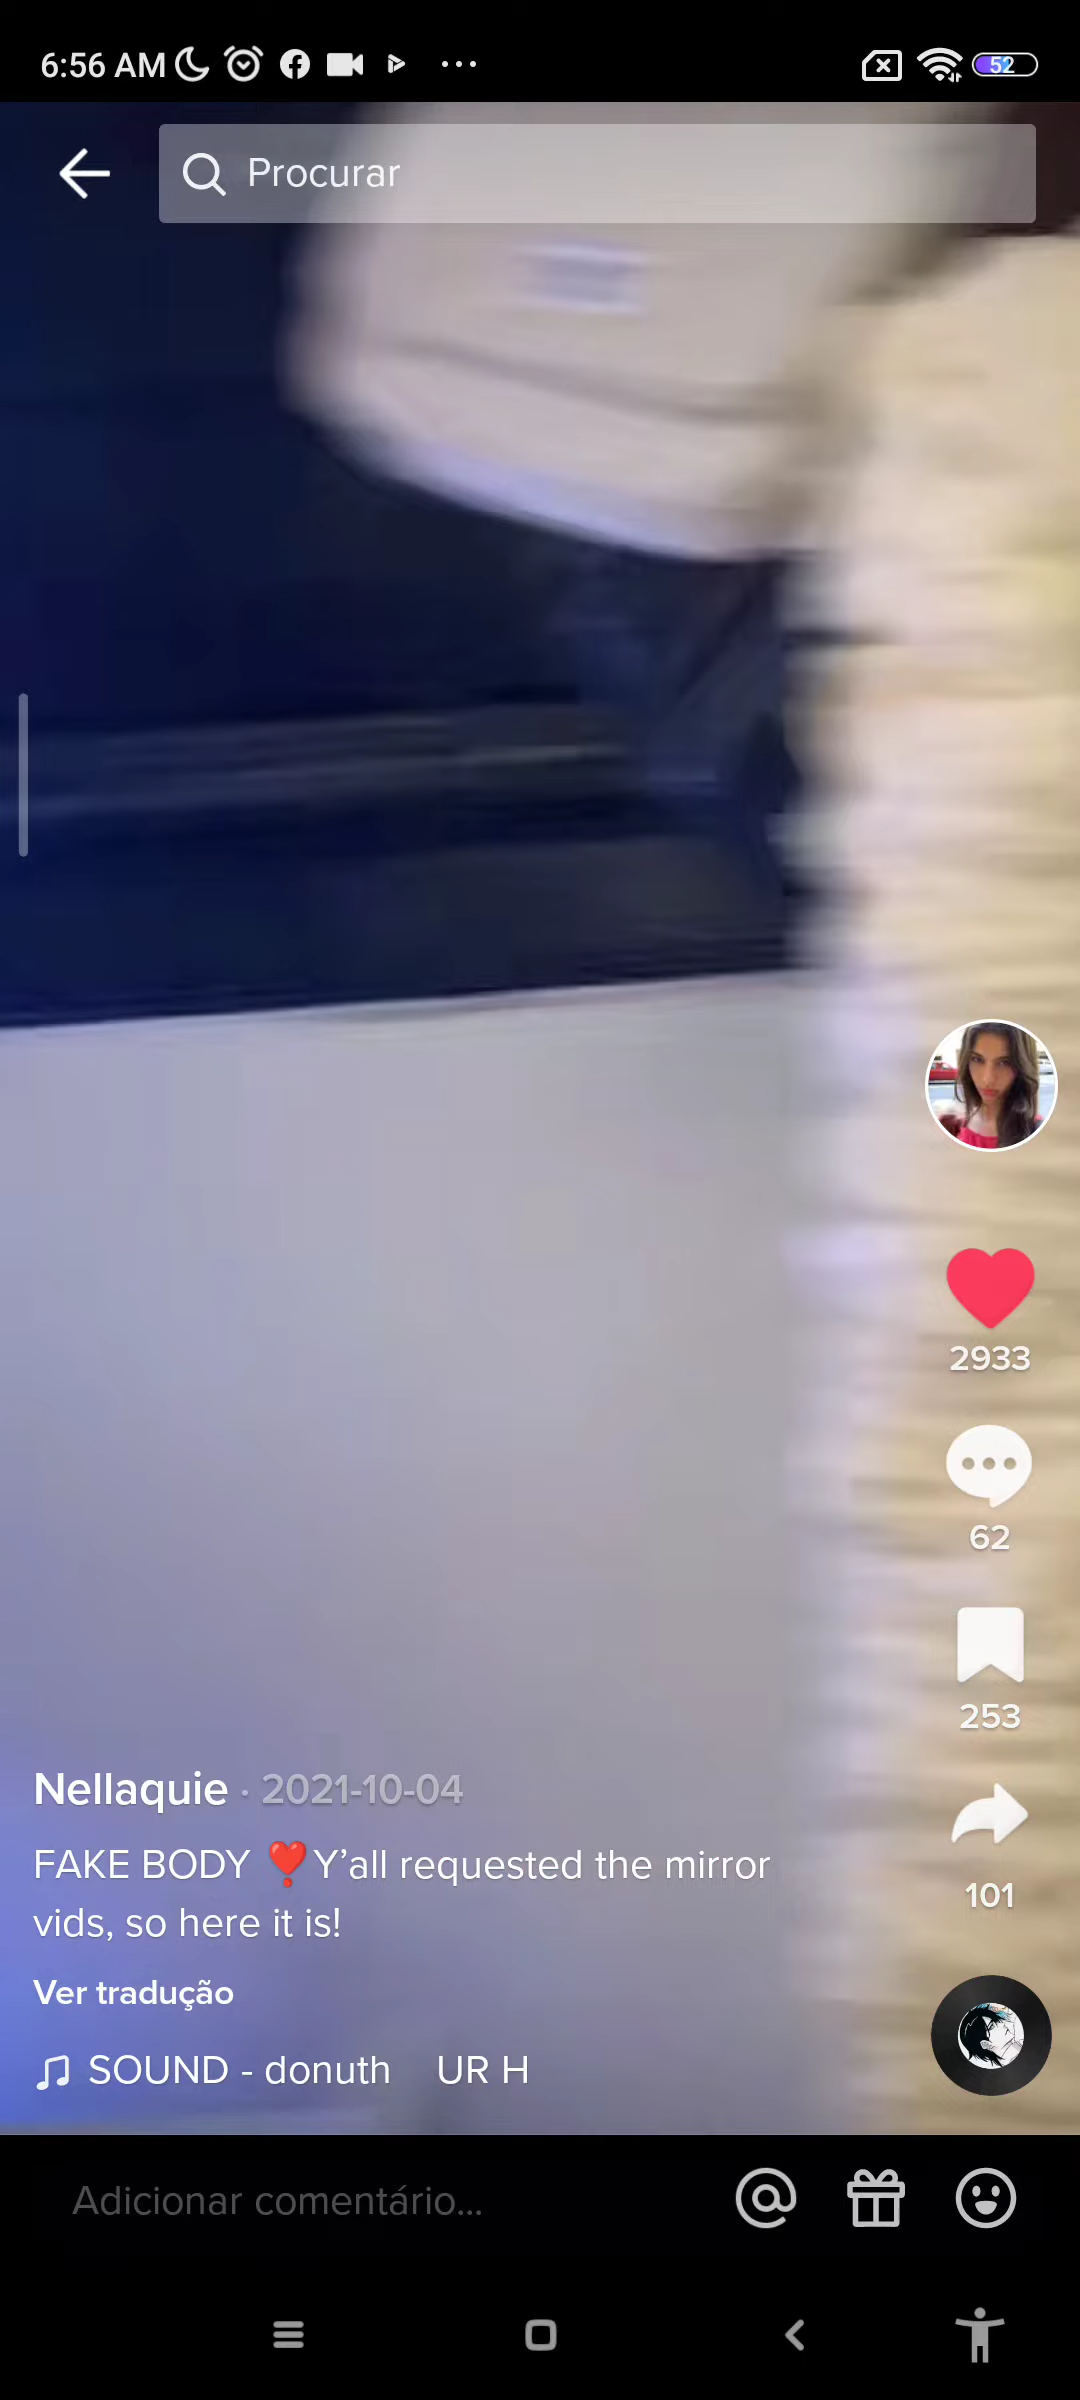 6:56 AM
52
Procurar
2933
62
253
Nellaquie · 2021-10-04
FAKE BODY ❣️Y’all requested the mirror
vids, so here it is!
101
Ver tradução
SOUND - donuth UR H
Adicionar comentário...